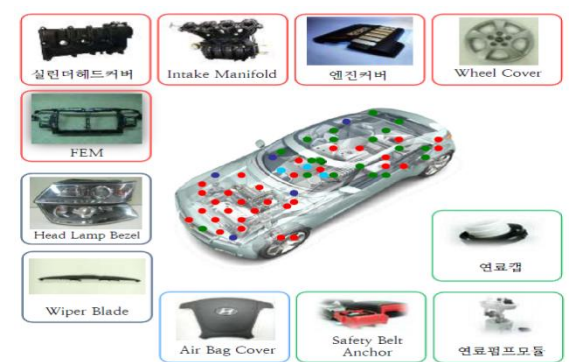 실린더헤드커버
Intake Manifold
엔진커버
Wheel Cover
FEM
Head Lamp Bezel
연료캡
Wiper Blade
Air Bag Cover
Safety Belt
Anchor
연료펌프모듈